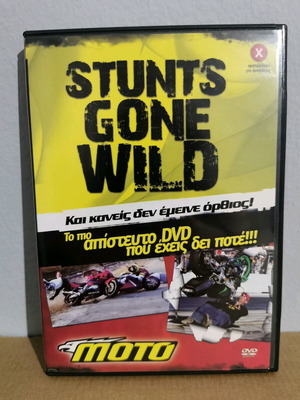 X
STUNTS
GONE
WILD
Και κανείς δεν έμεινε όρθιος!
Το πιο απίστευτο DVD
που έχεις δει ποτέ!!!
MOTO
DVD